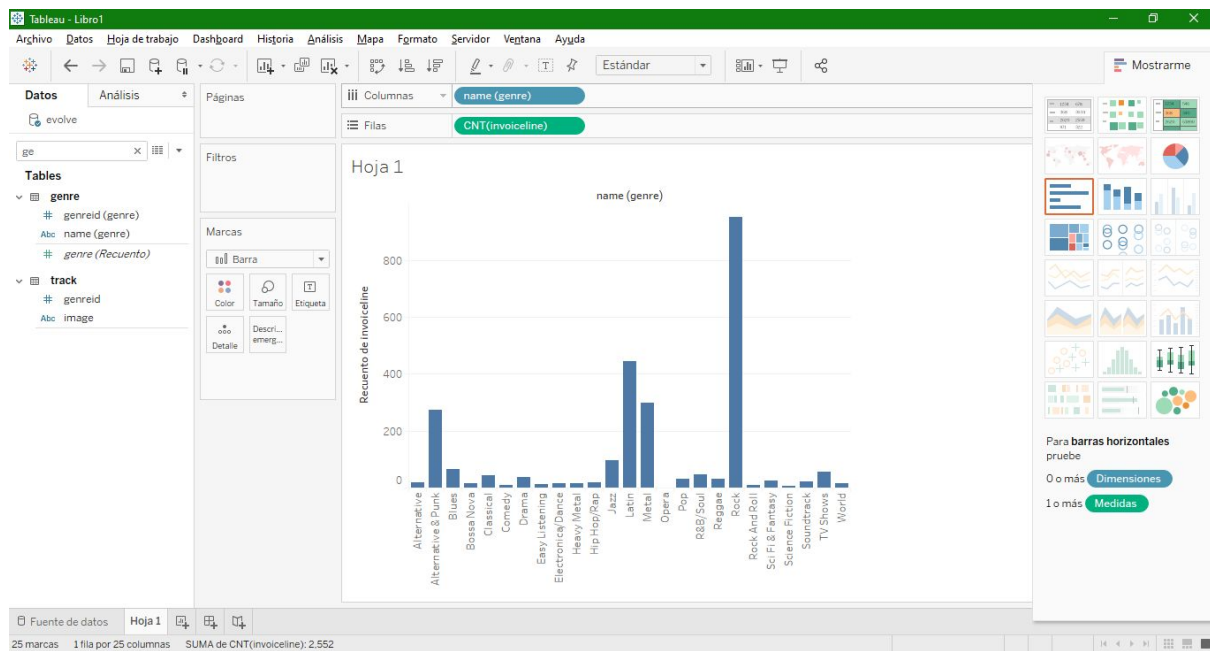 Tableau - Libro1
Archivo Datos Hoja de trabajo Dashboard Historia Análisis Mapa Formato Servidor Ventana Ayuda
Estándar
Mostrarme
Datos Análisis
evolve
ge
Tables
genre
genreid (genre)
Abc name (genre)
genre (Recuento)
track
genreid
Abc image
Páginas
Filtros
Marcas
Barra
Color Tamaño Etiqueta
Detalle Descri... emerg...
Columnas name (genre)
Filas CNT(invoiceline)
Hoja 1
name (genre)
Recuento de invoiceline
800
600
400
200
0
Alternative
Alternative & Punk
Blues
Bossa Nova
Classical
Comedy
Drama
Easy Listening
Electronica/Dance
Heavy Metal
Hip Hop/Rap
Jazz
Latin
Metal
Opera
Pop
R&B/Soul
Reggae
Rock
Rock And Roll
Sci Fi & Fantasy
Science Fiction
Soundtrack
TV Shows
World
Para barras horizontales
pruebe
0 o más Dimensiones
1 o más Medidas
Fuente de datos Hoja 1
25 marcas 1 fila por 25 columnas SUMA de CNT(invoiceline): 2.552